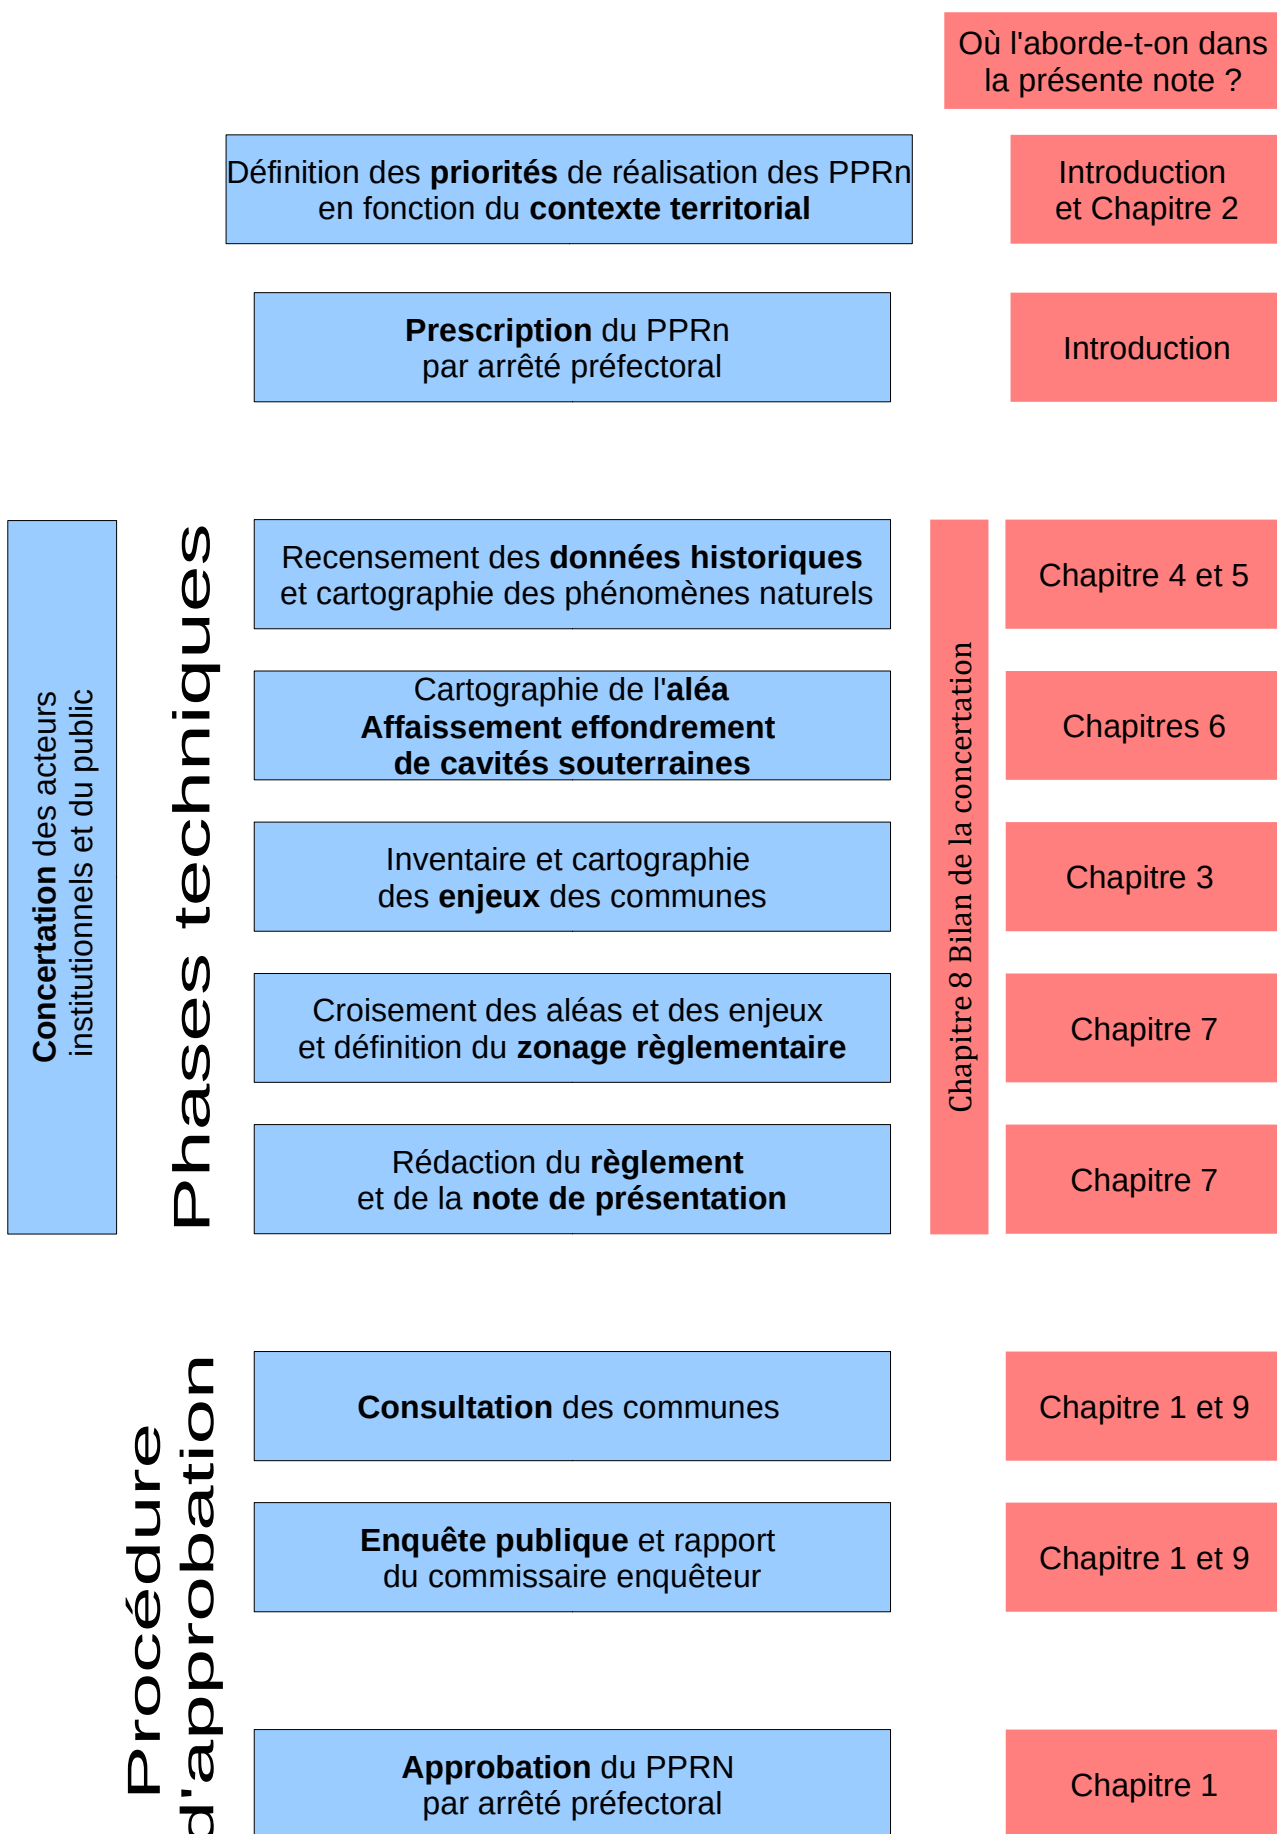 Où l'aborde-t-on dans
la présente note ?
Définition des priorités de réalisation des PPRn
en fonction du contexte territorial
Introduction
et Chapitre 2
Prescription du PPRn
par arrêté préfectoral
Introduction
Concertation des acteurs
institutionnels et du public
Phases techniques
Recensement des données historiques
et cartographie des phénomènes naturels
Chapitre 8 Bilan de la concertation
Chapitre 4 et 5
Cartographie de l'aléa
Affaissement effondrement
de cavités souterraines
Chapitres 6
Inventaire et cartographie
des enjeux des communes
Chapitre 3
Croisement des aléas et des enjeux
et définition du zonage règlementaire
Chapitre 7
Rédaction du règlement
et de la note de présentation
Chapitre 7
Procédure
d'approbation
Consultation des communes
Chapitre 1 et 9
Enquête publique et rapport
du commissaire enquêteur
Chapitre 1 et 9
Approbation du PPRN
par arrêté préfectoral
Chapitre 1